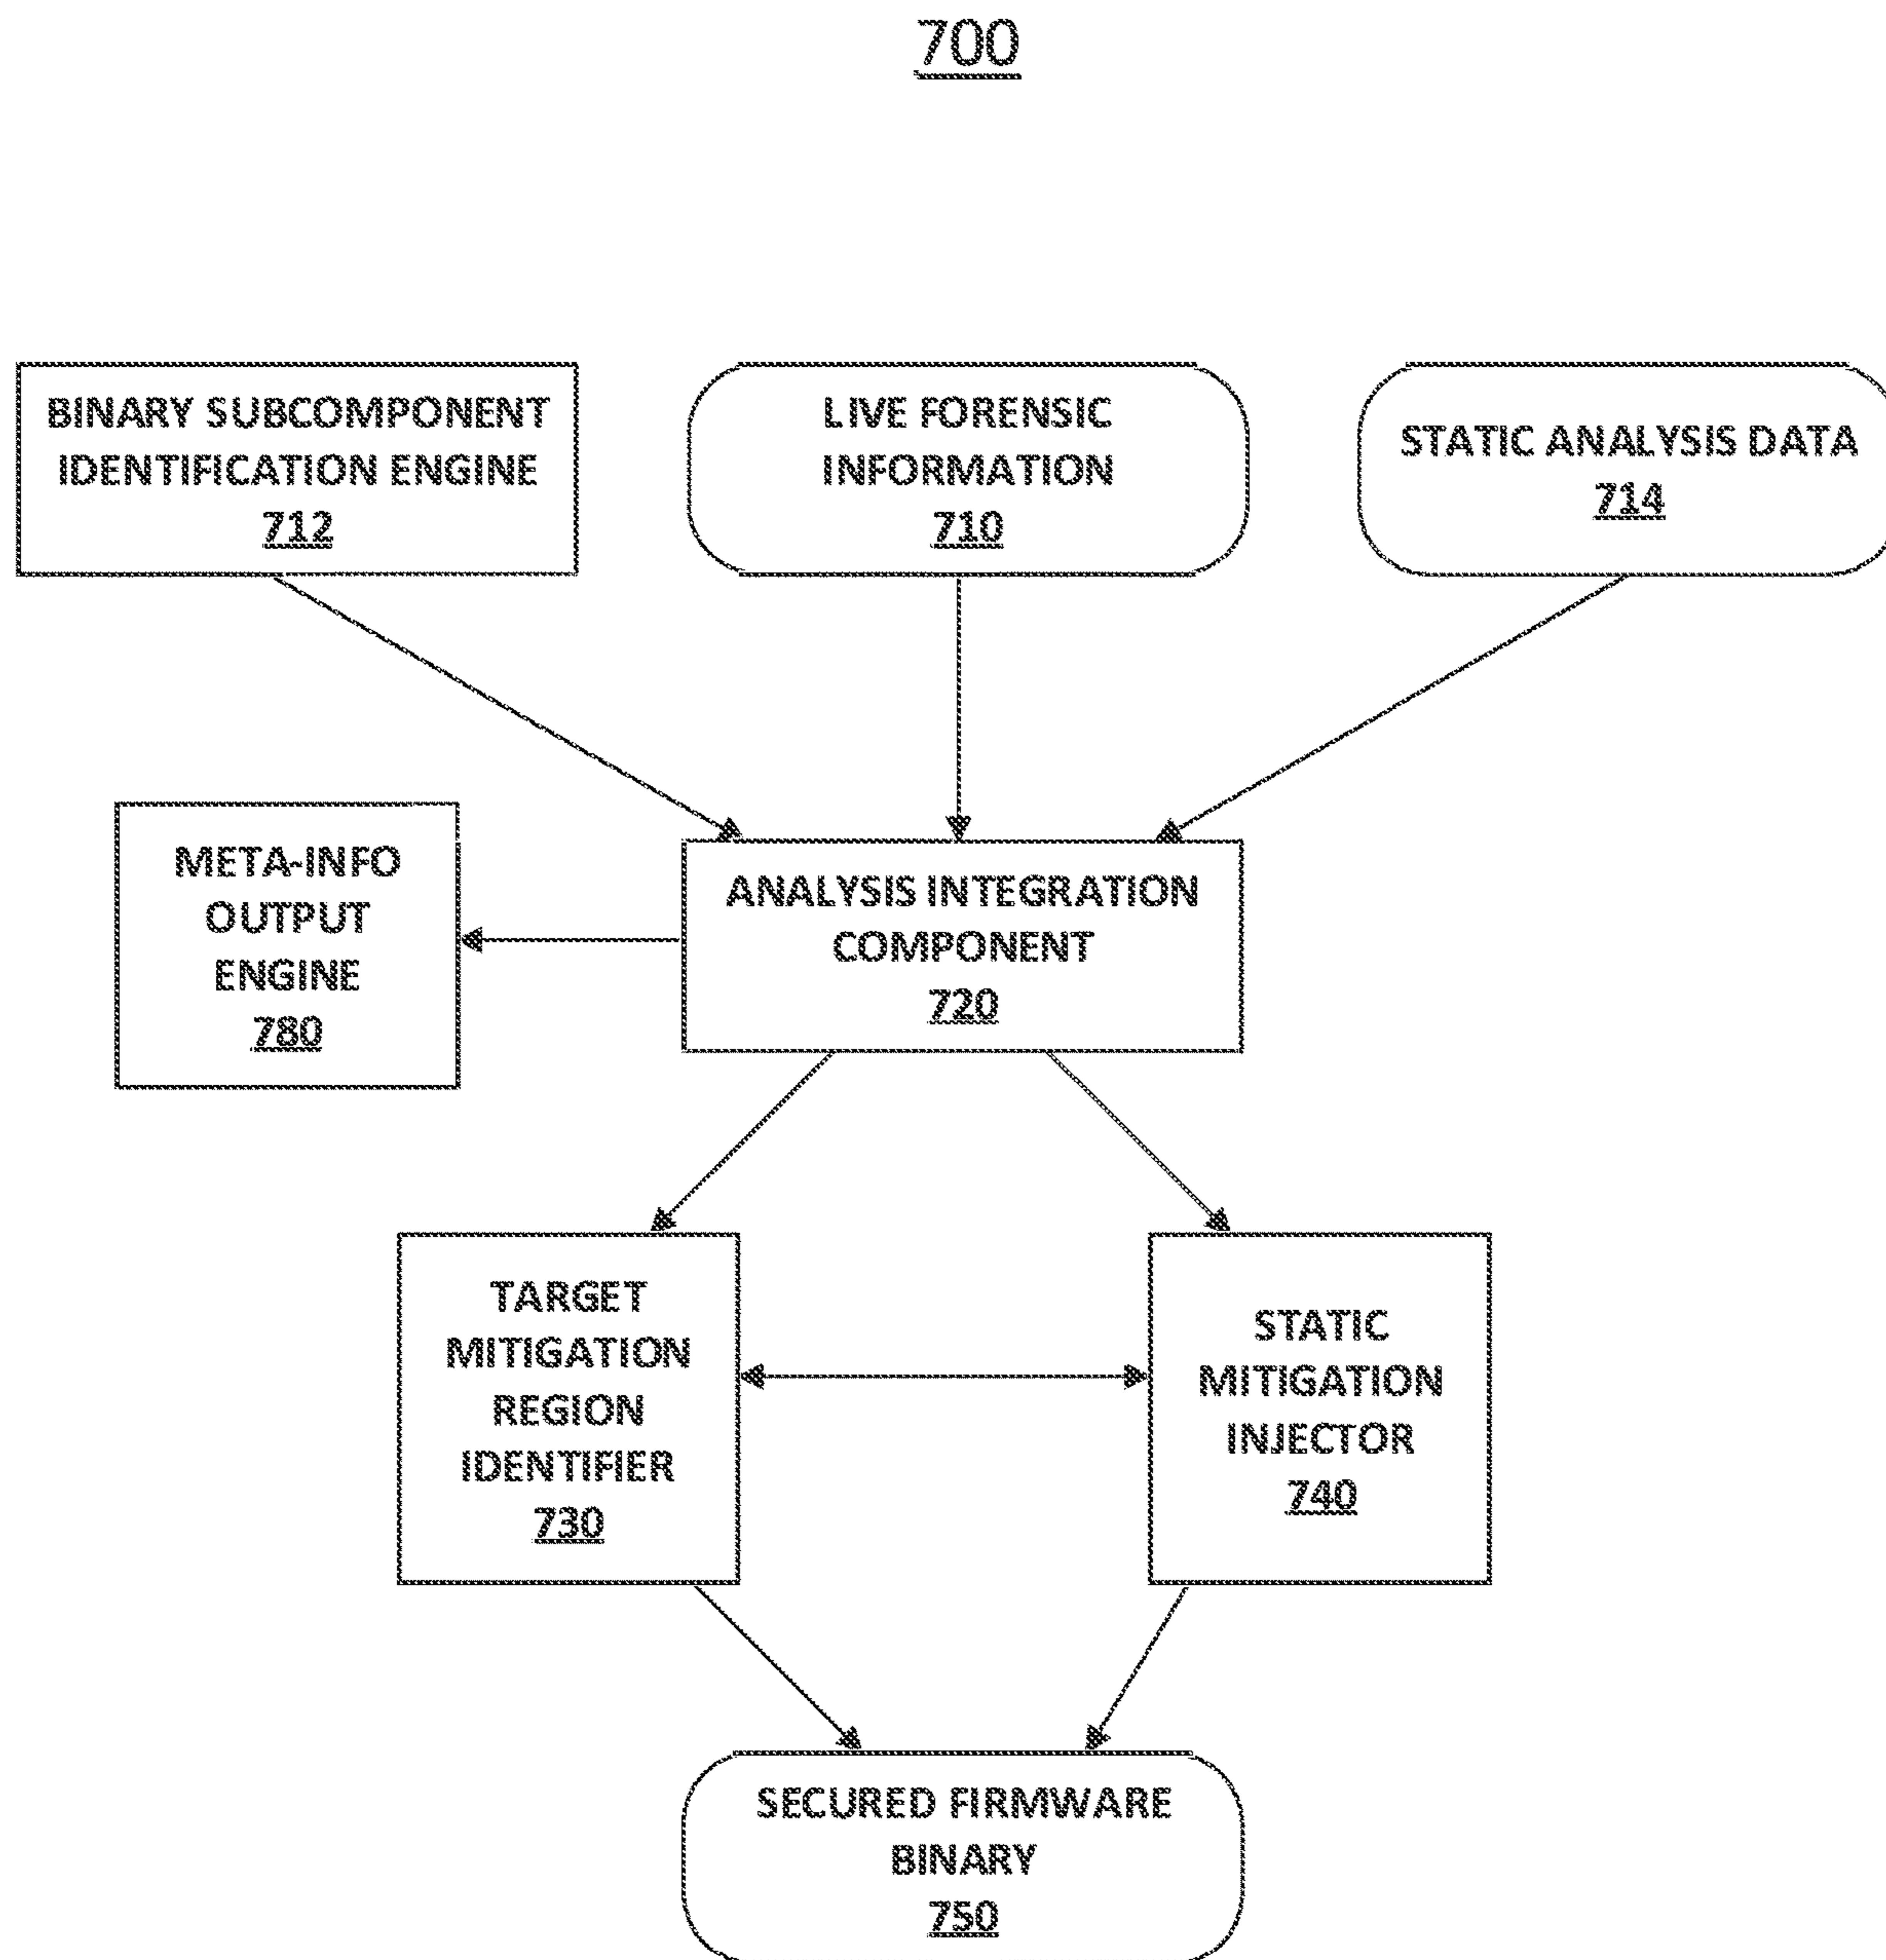 700
BINARY SUBCOMPONENT
IDENTIFICATION ENGINE
712
LIVE FORENSIC
INFORMATION
710
STATIC ANALYSIS DATA
714
META-INFO
OUTPUT
ENGINE
780
ANALYSIS INTEGRATION
COMPONENT
720
TARGET
MITIGATION
REGION
IDENTIFIER
730
STATIC
MITIGATION
INJECTOR
740
SECURED FIRMWARE
BINARY
750